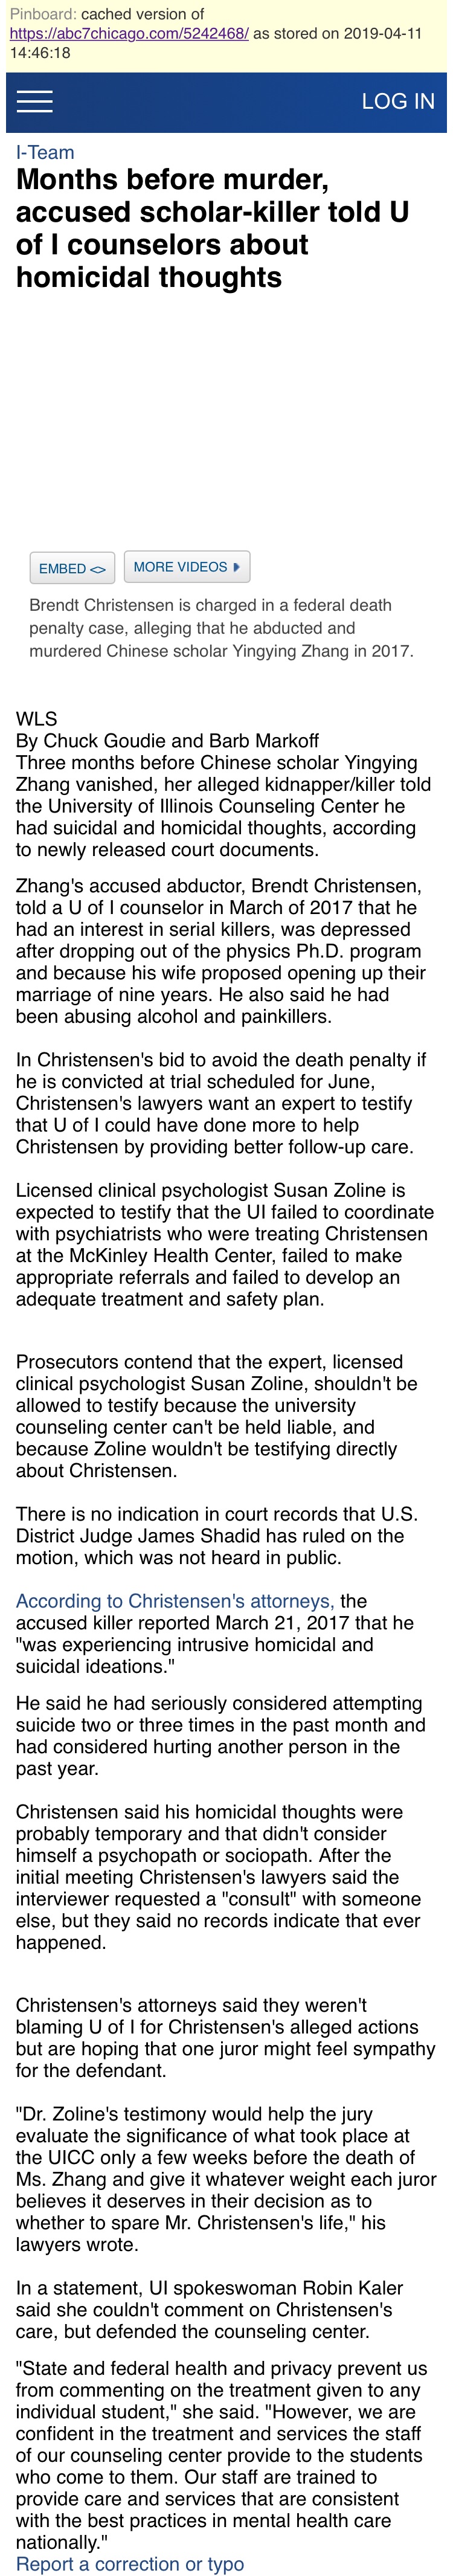 Pinboard: cached version of
https://abc7chicago.com/5242468/ as stored on 2019-04-11
14:46:18
LOG IN
I-Team
Months before murder,
accused scholar-killer told U
of I counselors about
homicidal thoughts
EMBED <>
MORE VIDEOS
Brendt Christensen is charged in a federal death
penalty case, alleging that he abducted and
murdered Chinese scholar Yingying Zhang in 2017.
WLS
By Chuck Goudie and Barb Markoff
Three months before Chinese scholar Yingying
Zhang vanished, her alleged kidnapper/killer told
the University of Illinois Counseling Center he
had suicidal and homicidal thoughts, according
to newly released court documents.
Zhang's accused abductor, Brendt Christensen,
told a U of I counselor in March of 2017 that he
had an interest in serial killers, was depressed
after dropping out of the physics Ph.D. program
and because his wife proposed opening up their
marriage of nine years. He also said he had
been abusing alcohol and painkillers.
In Christensen's bid to avoid the death penalty if
he is convicted at trial scheduled for June,
Christensen's lawyers want an expert to testify
that U of I could have done more to help
Christensen by providing better follow-up care.
Licensed clinical psychologist Susan Zoline is
expected to testify that the UI failed to coordinate
with psychiatrists who were treating Christensen
at the McKinley Health Center, failed to make
appropriate referrals and failed to develop an
adequate treatment and safety plan.
Prosecutors contend that the expert, licensed
clinical psychologist Susan Zoline, shouldn't be
allowed to testify because the university
counseling center can't be held liable, and
because Zoline wouldn't be testifying directly
about Christensen.
There is no indication in court records that U.S.
District Judge James Shadid has ruled on the
motion, which was not heard in public.
According to Christensen's attorneys, the
accused killer reported March 21, 2017 that he
"was experiencing intrusive homicidal and
suicidal ideations."
He said he had seriously considered attempting
suicide two or three times in the past month and
had considered hurting another person in the
past year.
Christensen said his homicidal thoughts were
probably temporary and that didn't consider
himself a psychopath or sociopath. After the
initial meeting Christensen's lawyers said the
interviewer requested a "consult" with someone
else, but they said no records indicate that ever
happened.
Christensen's attorneys said they weren't
blaming U of I for Christensen's alleged actions
but are hoping that one juror might feel sympathy
for the defendant.
"Dr. Zoline's testimony would help the jury
evaluate the significance of what took place at
the UICC only a few weeks before the death of
Ms. Zhang and give it whatever weight each juror
believes it deserves in their decision as to
whether to spare Mr. Christensen's life," his
lawyers wrote.
In a statement, UI spokeswoman Robin Kaler
said she couldn't comment on Christensen's
care, but defended the counseling center.
"State and federal health and privacy prevent us
from commenting on the treatment given to any
individual student," she said. "However, we are
confident in the treatment and services the staff
of our counseling center provide to the students
who come to them. Our staff are trained to
provide care and services that are consistent
with the best practices in mental health care
nationally."
Report a correction or typo